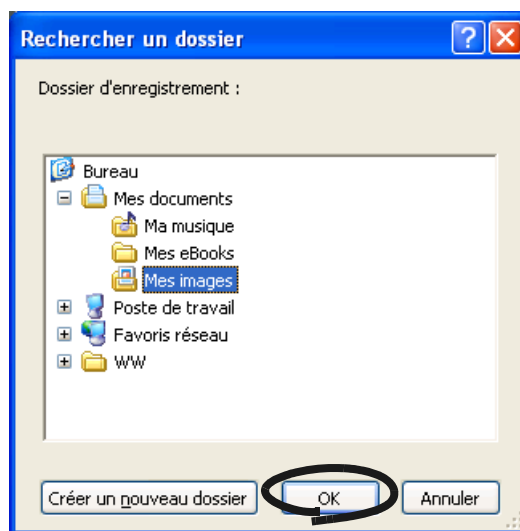 Rechercher un dossier
Dossier d'enregistrement :
Bureau
Mes documents
Ma musique
Mes eBooks
Mes images
Poste de travail
Favoris réseau
WW
Créer un nouveau dossier OK Annuler